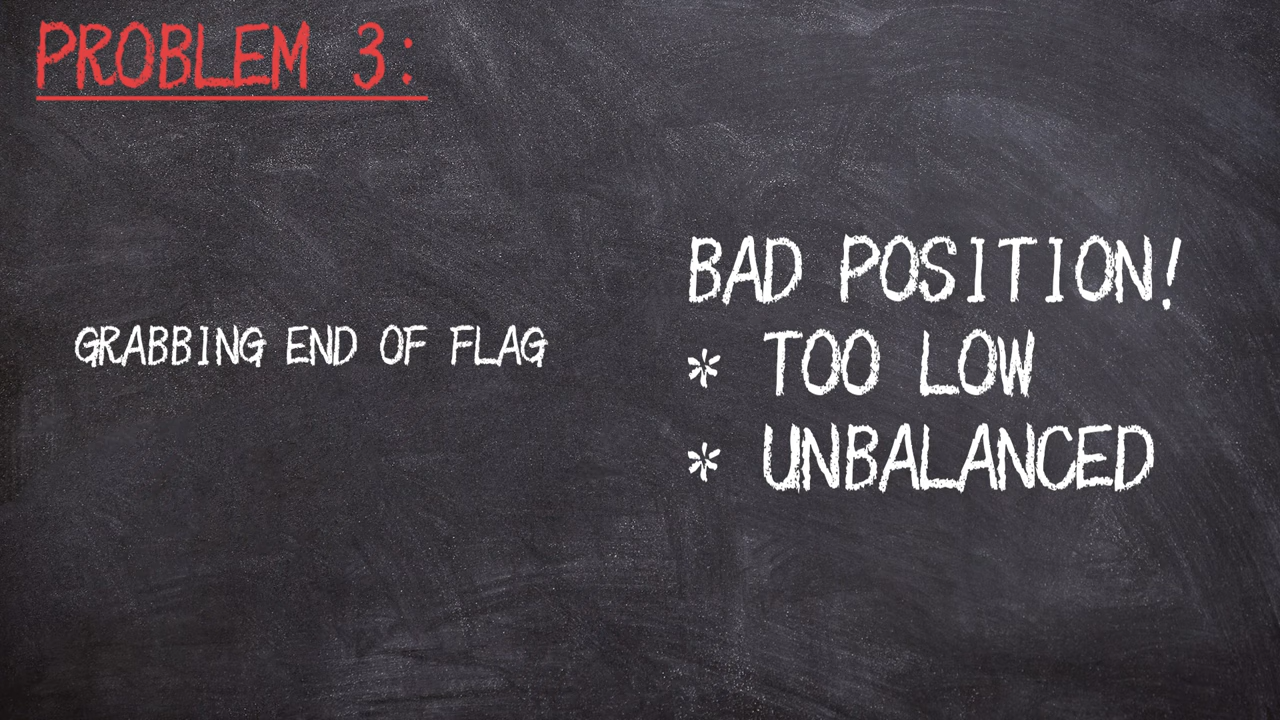 PROBLEM 3:
GRABBING END OF FLAG
BAD POSITION!
* TOO LOW
* UNBALANCED